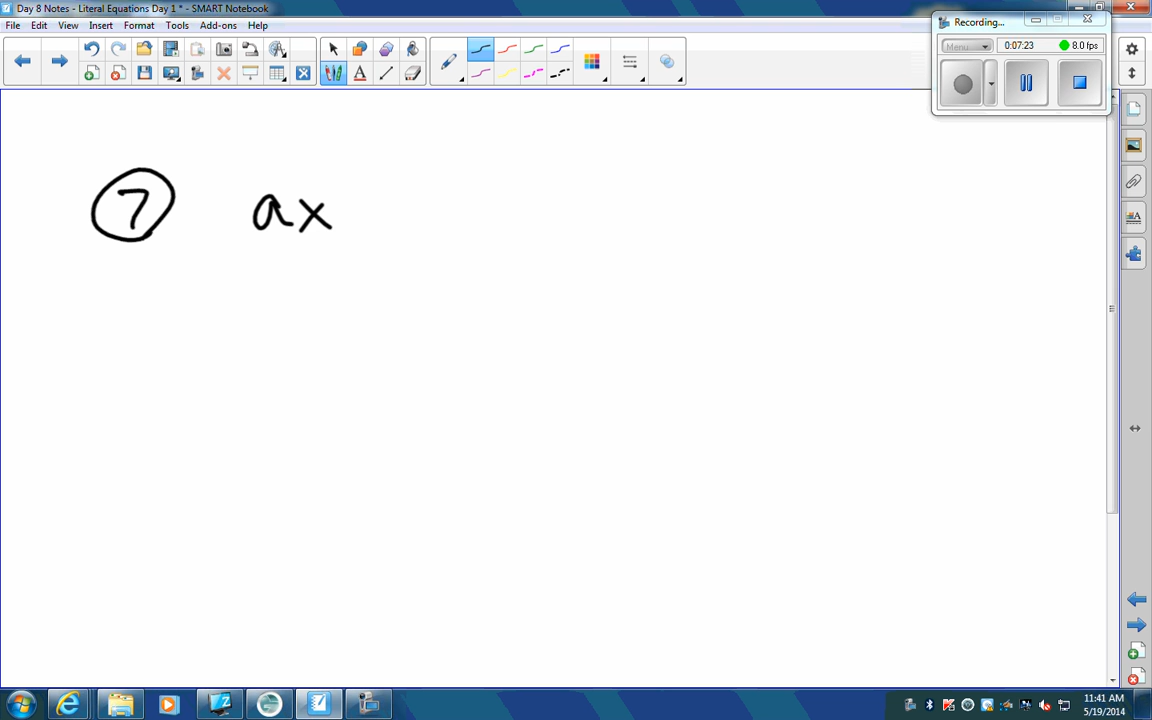 Day 8 Notes - Literal Equations Day 1 * - SMART Notebook
File Edit View Insert Format Tools Add-ons Help
Recording...
Menu 0:07:23 8.0 fps
7 ax
11:41 AM
5/19/2014